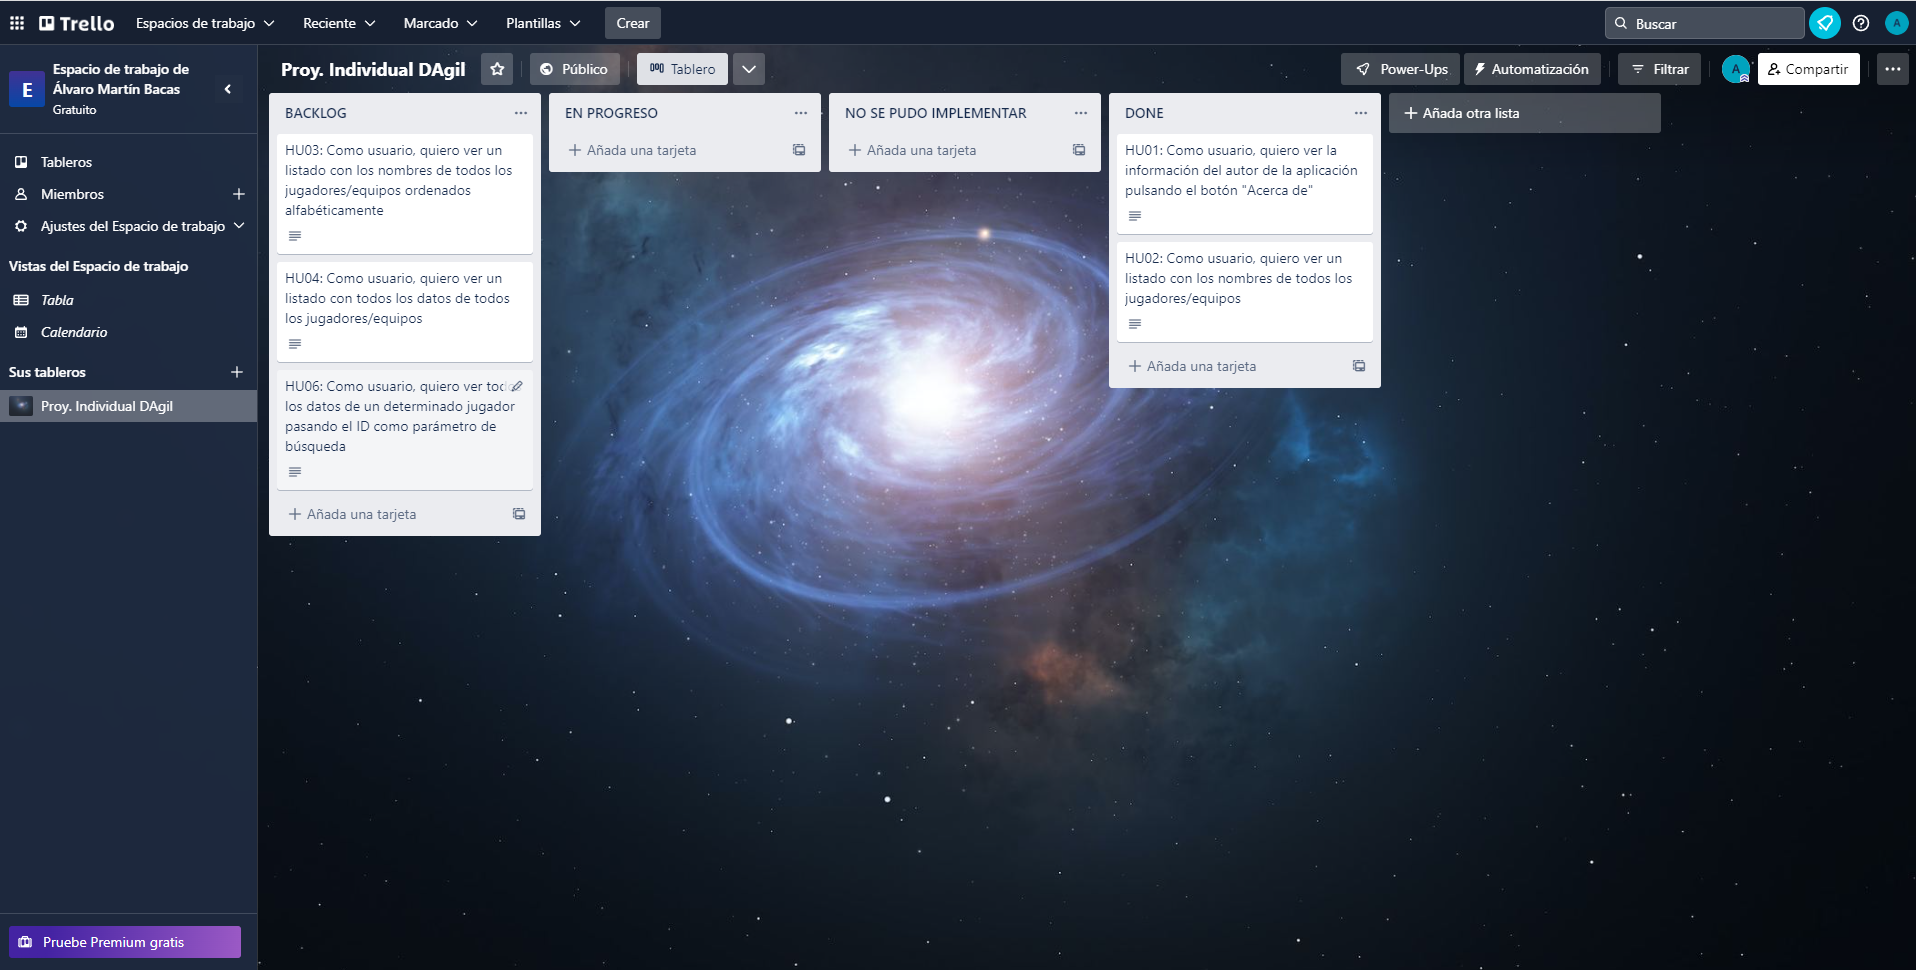 Trello
Espacios de trabajo
Reciente
Marcado
Plantillas
Crear
Buscar
A
E
Espacio de trabajo de
Álvaro Martín Bacas
Gratuito
Tableros
Miembros
Ajustes del Espacio de trabajo
Vistas del Espacio de trabajo
Tabla
Calendario
Sus tableros
Proy. Individual DAgil
Pruebe Premium gratis
Proy. Individual DAgil
Público
Tablero
Power-Ups
Automatización
Filtrar
A
Compartir
BACKLOG
HU03: Como usuario, quiero ver un
listado con los nombres de todos los
jugadores/equipos ordenados
alfabéticamente
HU04: Como usuario, quiero ver un
listado con todos los datos de todos
los jugadores/equipos
HU06: Como usuario, quiero ver todo
los datos de un determinado jugador
pasando el ID como parámetro de
búsqueda
Añada una tarjeta
EN PROGRESO
Añada una tarjeta
NO SE PUDO IMPLEMENTAR
Añada una tarjeta
DONE
HU01: Como usuario, quiero ver la
información del autor de la aplicación
pulsando el botón "Acerca de"
HU02: Como usuario, quiero ver un
listado con los nombres de todos los
jugadores/equipos
Añada una tarjeta
Añada otra lista